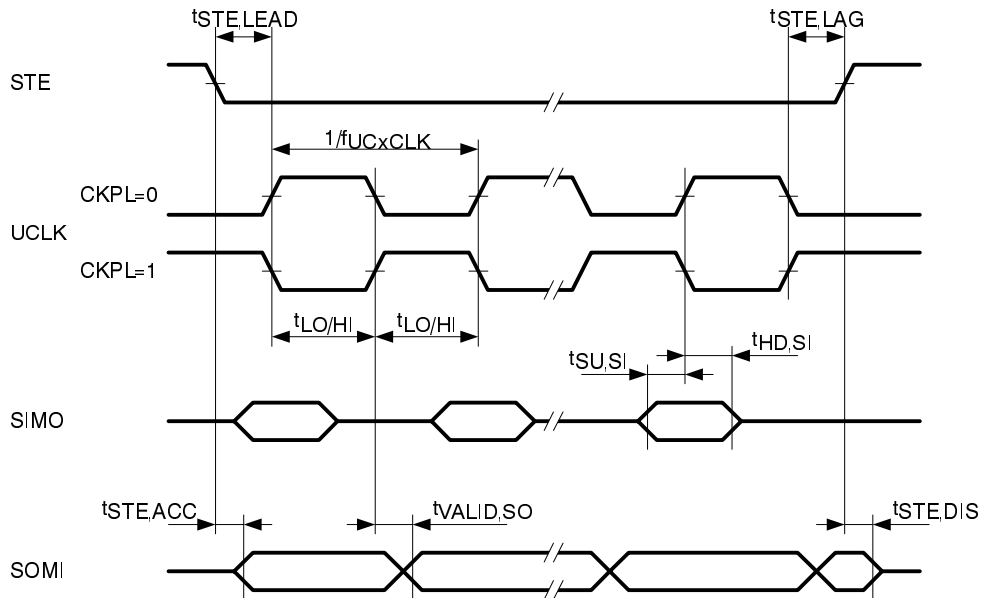 tSTE,LEAD
tSTE,LAG
STE
1/fUCxCLK
CKPL=0
UCLK
CKPL=1
tLO/HI
tLO/HI
tHD,SI
tSU,SI
SIMO
tSTE,ACC
tVALID,SO
tSTE,DIS
SOMI